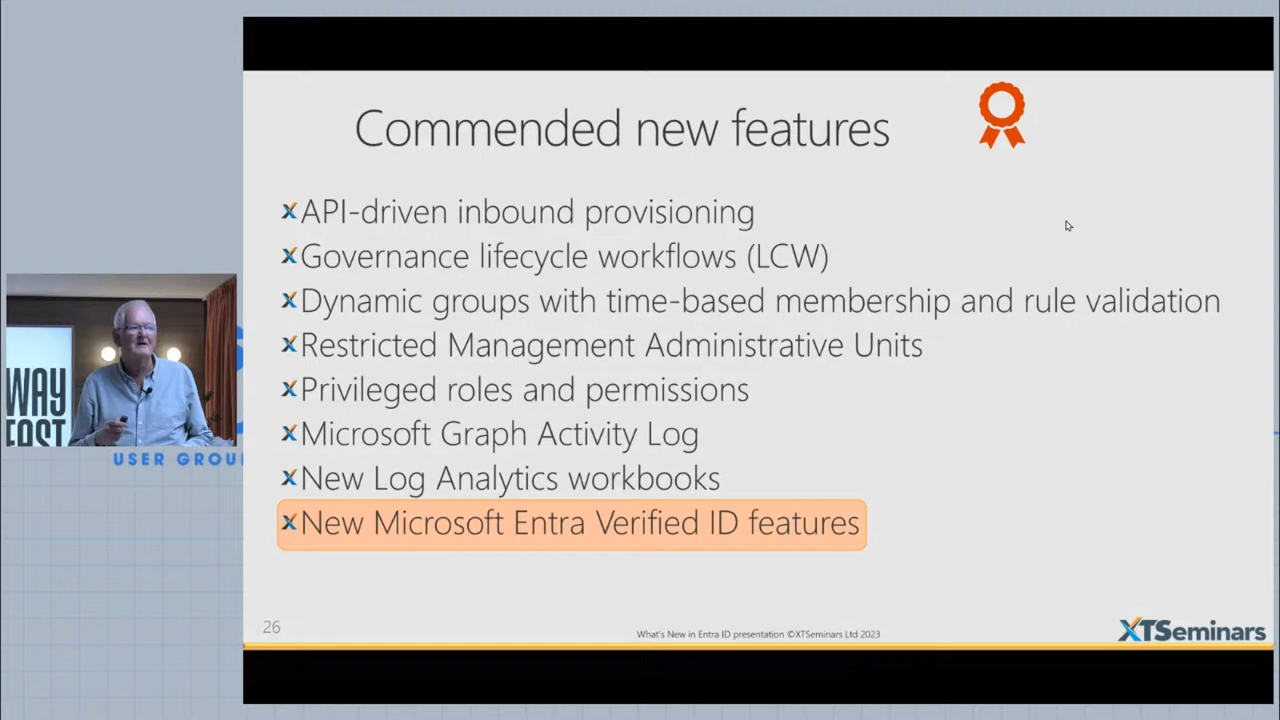 Commended new features
API-driven inbound provisioning
Governance lifecycle workflows (LCW)
Dynamic groups with time-based membership and rule validation
Restricted Management Administrative Units
Privileged roles and permissions
Microsoft Graph Activity Log
New Log Analytics workbooks
New Microsoft Entra Verified ID features
WAY
FAST
USER GROU
26
What's New in Entra ID presentation ©XTSeminars Ltd 2023
XTSeminars